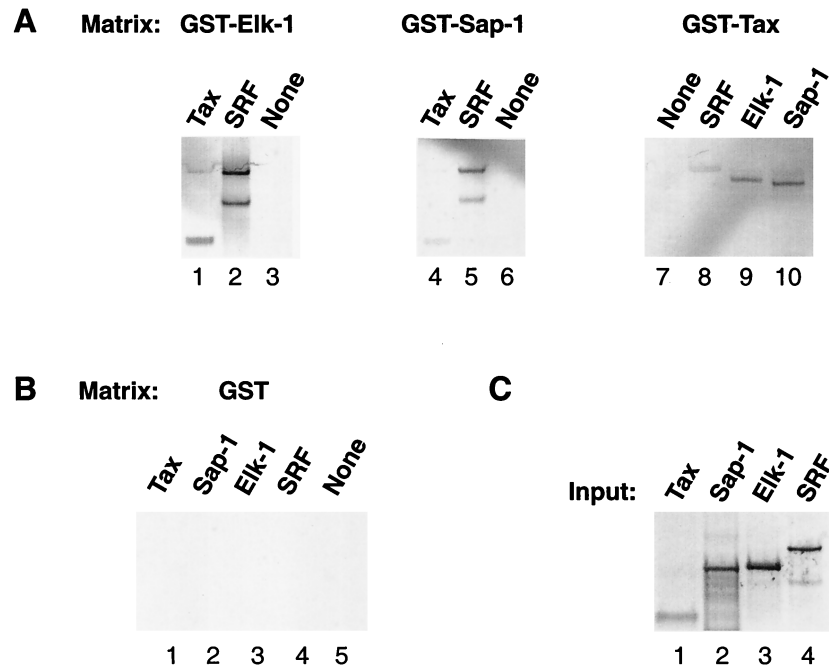 A Matrix: GST-Elk-1 GST-Sap-1 GST-Tax
Tax SRF None Tax SRF None None SRF Elk-1 Sap-1
1 2 3 4 5 6 7 8 9 10
B Matrix: GST C
Tax Sap-1 Elk-1 SRF None
Input: Tax Sap-1 Elk-1 SRF
1 2 3 4 5 1 2 3 4